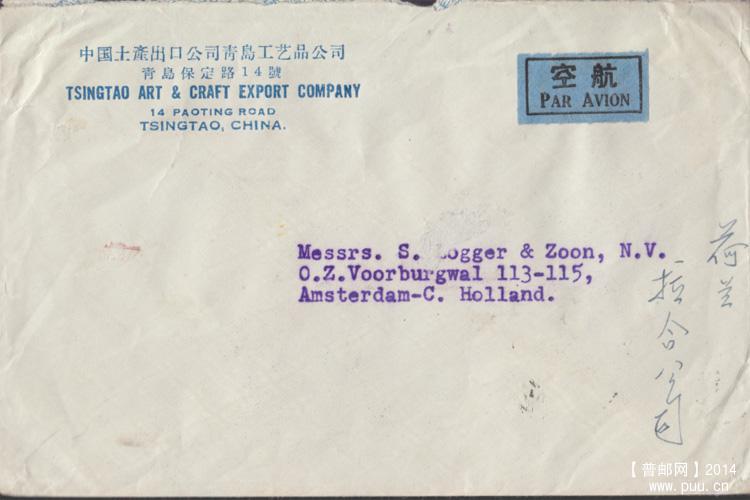 中国土產出口公司青島工艺品公司
青島保定路14號
TSINGTAO ART & CRAFT EXPORT COMPANY
14 PAOTING ROAD
TSINGTAO, CHINA.
航空
PAR AVION
Messrs. S. Logger & Zoon, N.V.
O.Z.Voorburgwal 113-115,
Amsterdam-C. Holland.
荷兰
公司
【普邮网】2014
www.puu.cn